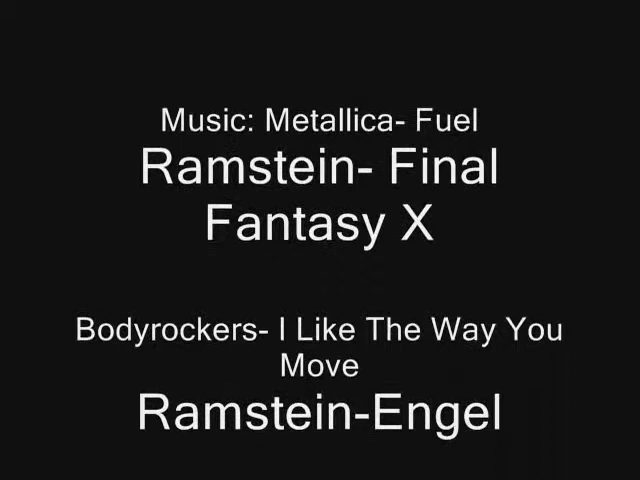 Music: Metallica- Fuel
Ramstein- Final
Fantasy X
Bodyrockers- I Like The Way You
Move
Ramstein-Engel